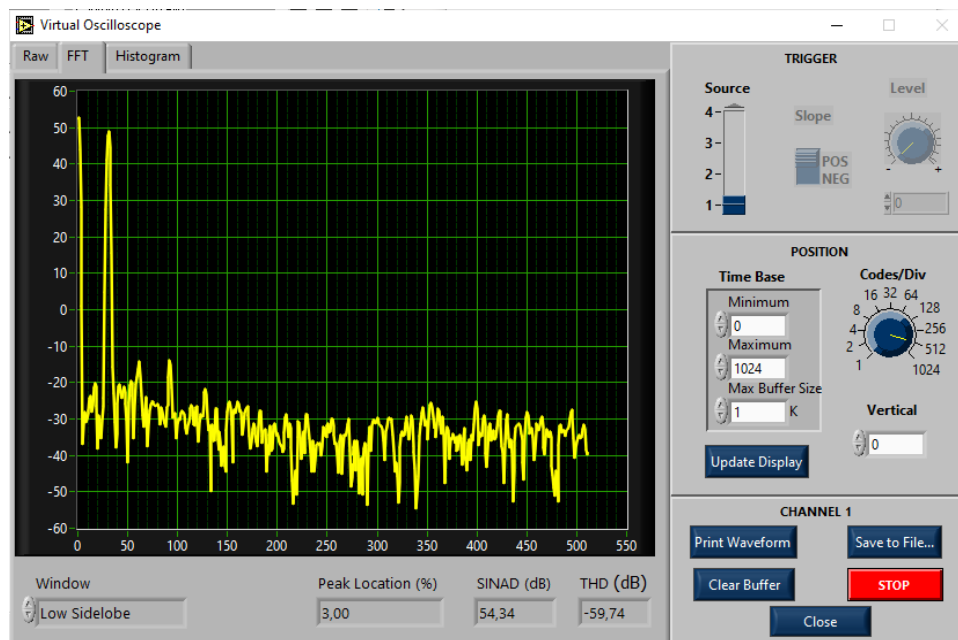 Virtual Oscilloscope
Raw FFT Histogram
60
50
40
30
20
10
0
-10
-20
-30
-40
-50
-60
0 50 100 150 200 250 300 350 400 450 500 550
Window
Low Sidelobe
Peak Location (%)
3,00
SINAD (dB)
54,34
THD (dB)
-59,74
TRIGGER
Source
4
3
2
1
Slope
POS
NEG
Level
- +
0
POSITION
Time Base
Minimum
0
Maximum
1024
Max Buffer Size
1 K
Update Display
Codes/Div
16 32 64
8 128
4 256
2 512
1 1024
Vertical
0
CHANNEL 1
Print Waveform Save to File...
Clear Buffer STOP
Close